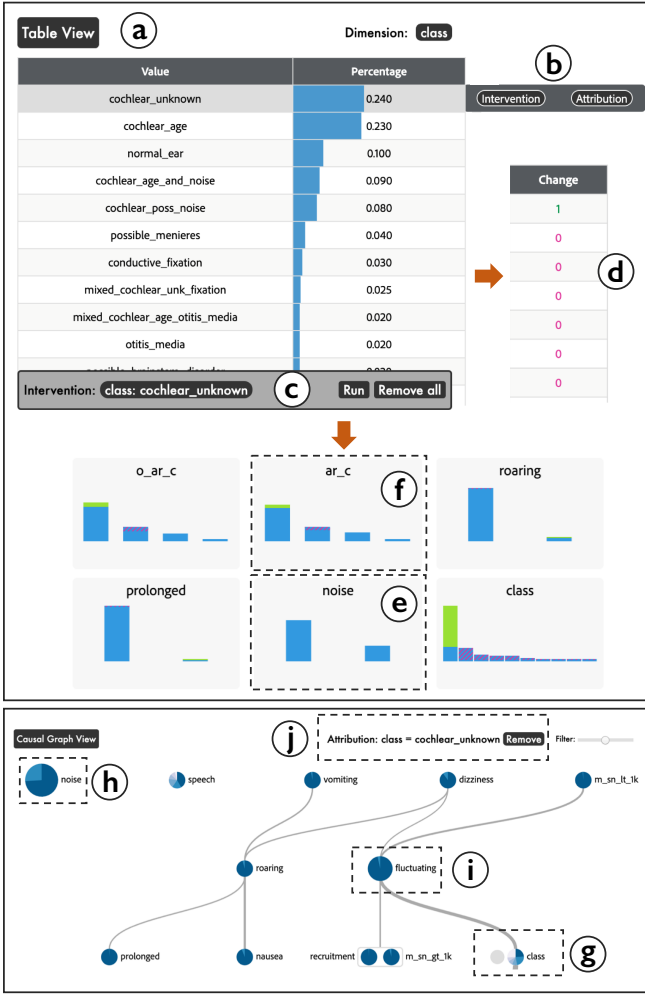 Table View
a
Dimension: class
Value Percentage
b
Intervention Attribution
cochlear_unknown 0.240
cochlear_age 0.230
normal_ear 0.100
cochlear_age_and_noise 0.090
cochlear_poss_noise 0.080
possible_menieres 0.040
conductive_fixation 0.030
mixed_cochlear_unk_fixation 0.025
mixed_cochlear_age_otitis_media 0.020
otitis_media 0.020
possible_brainstem_disorder 0.020
Change
1
0
0
0
0
0
0
d
Intervention: class: cochlear_unknown
c
Run Remove all
o_ar_c
ar_c
f
roaring
prolonged
noise
e
class
Causal Graph View
j
Attribution: class = cochlear_unknown Remove
Filter:
noise
h
speech
vomiting
dizziness
m_sn_lt_1k
roaring
fluctuating
i
prolonged
nausea
recruitment
m_sn_gt_1k
class
g